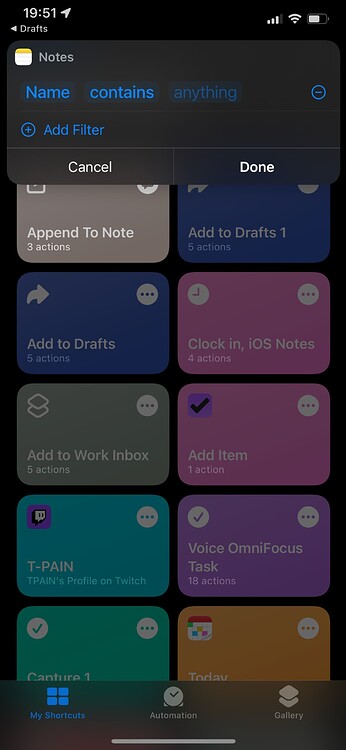 19:51
Drafts
Notes
Name contains anything
Add Filter
Cancel Done
Append To Note
3 actions
Add to Drafts 1
5 actions
Add to Drafts
5 actions
Clock in, iOS Notes
4 actions
Add to Work Inbox
5 actions
Add Item
1 action
T-PAIN
TPAIN's Profile on Twitch
Voice OmniFocus
Task
18 actions
Capture 1
Today
My Shortcuts Automation Gallery